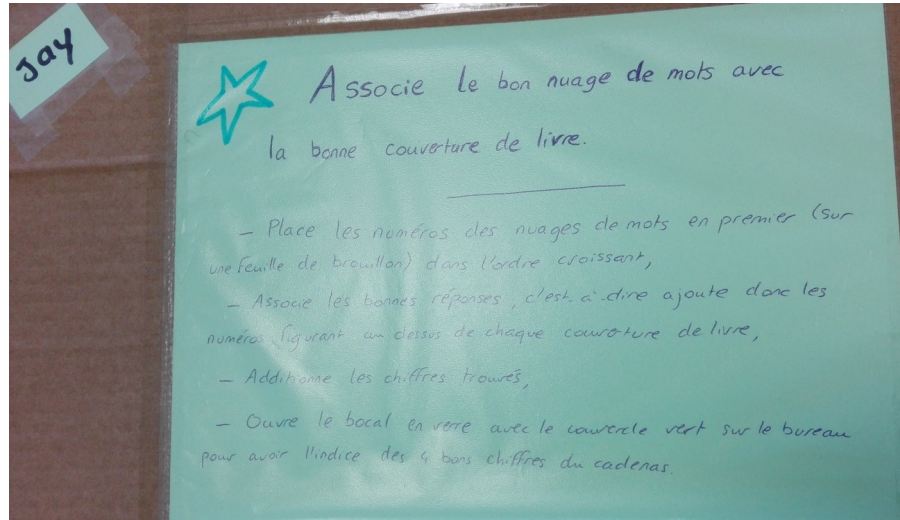 Jay
Associe le bon nuage de mots avec
la bonne couverture de livre.
- Place les numéros des nuages de mots en premier (sur
une feuille de brouillon) dans l'ordre croissant,
- Associe les bonnes réponses, c'est-à-dire ajoute donc les
numéros figurant au dessus de chaque couverture de livre,
- Additionne les chiffres trouvés,
- Ouvre le bocal en verre avec le couvercle vert sur le bureau
pour avoir l'indice des 4 bons chiffres du cadenas.